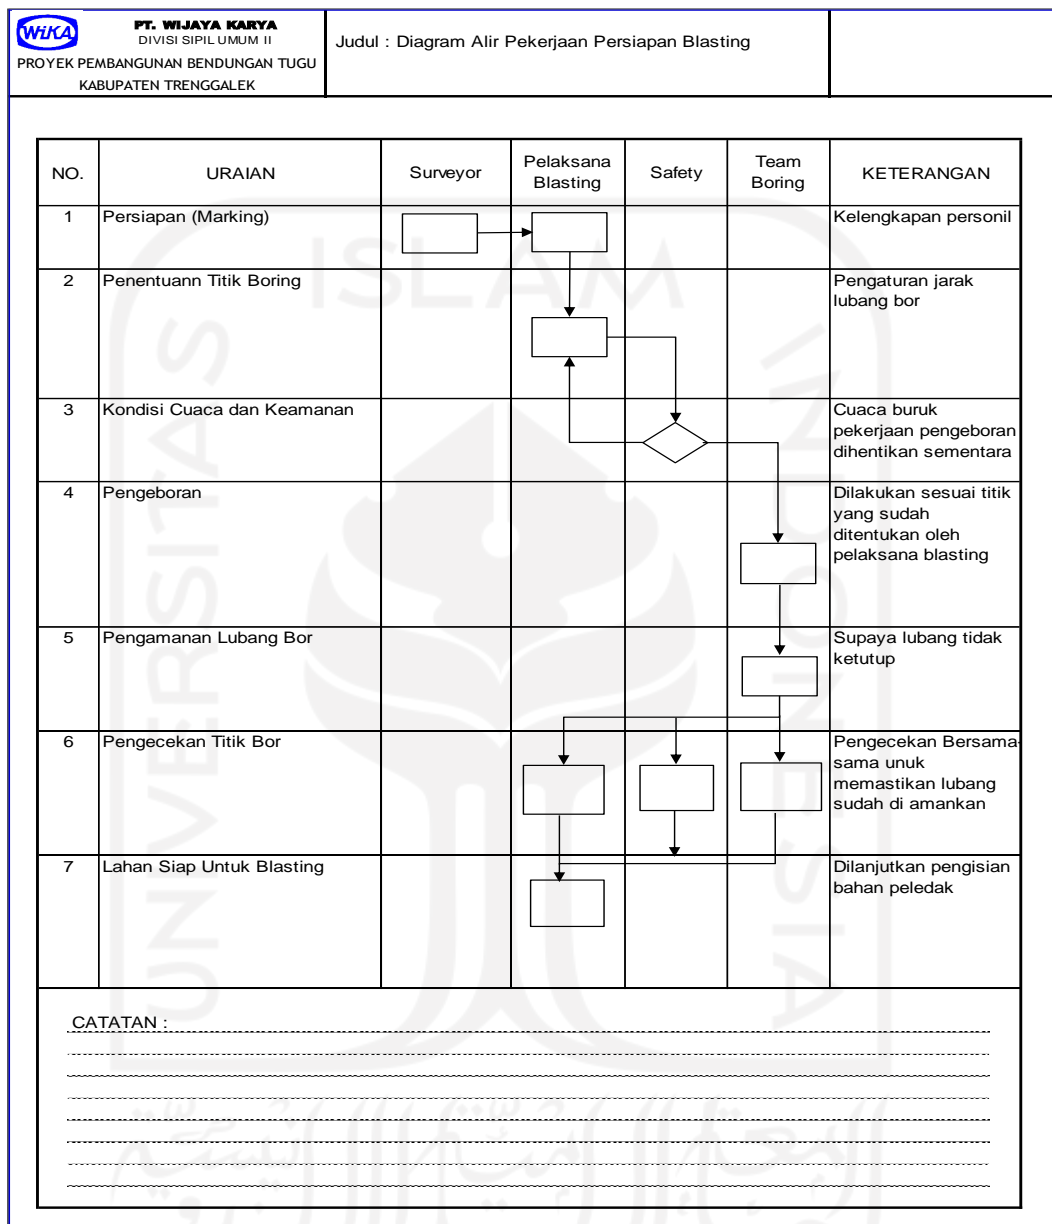 WiKA
PT. WIJAYA KARYA
DIVISI SIPIL UMUM II
PROYEK PEMBANGUNAN BENDUNGAN TUGU
KABUPATEN TRENGGALEK
Judul : Diagram Alir Pekerjaan Persiapan Blasting
NO.
URAIAN
Surveyor
Pelaksana
Blasting
Safety
Team
Boring
KETERANGAN
1
Persiapan (Marking)
Kelengkapan personil
2
Penentuann Titik Boring
Pengaturan jarak
lubang bor
3
Kondisi Cuaca dan Keamanan
Cuaca buruk
pekerjaan pengeboran
dihentikan sementara
4
Pengeboran
Dilakukan sesuai titik
yang sudah
ditentukan oleh
pelaksana blasting
5
Pengamanan Lubang Bor
Supaya lubang tidak
ketutup
6
Pengecekan Titik Bor
Pengecekan Bersama-
sama unuk
memastikan lubang
sudah di amankan
7
Lahan Siap Untuk Blasting
Dilanjutkan pengisian
bahan peledak
CATATAN :
UNIVERSITAS
ISLAM
INDONESIA